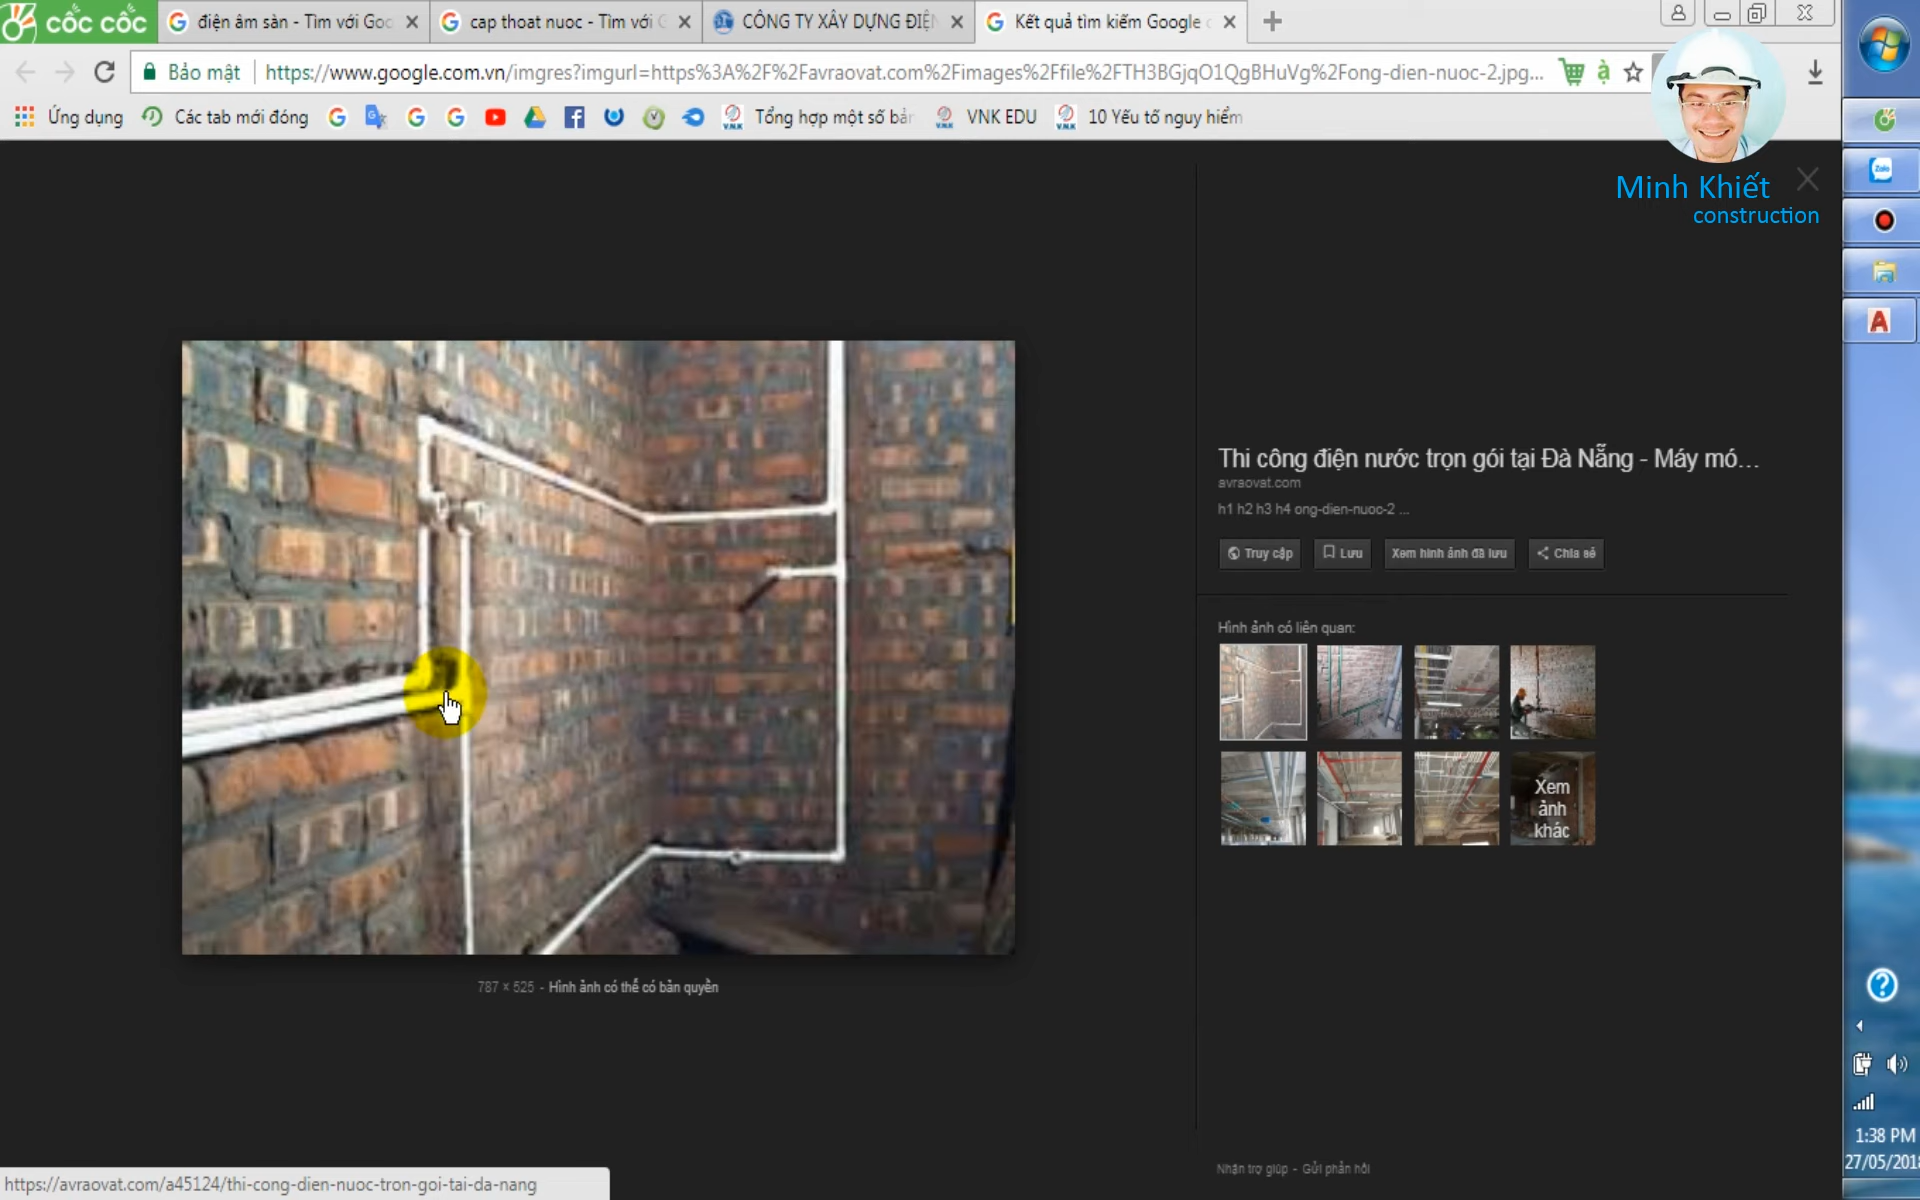 cốc cốc
điện âm sàn - Tìm với Goo
cap thoat nuoc - Tìm với G
CÔNG TY XÂY DỰNG ĐIỆN
Kết quả tìm kiếm Google c
Bảo mật
https://www.google.com.vn/imgres?imgurl=https%3A%2F%2Favraovat.com%2Fimages%2Ffile%2FTH3BGjqO1QgBHuVg%2Fong-dien-nuoc-2.jpg...
Ứng dụng
Các tab mới đóng
Tổng hợp một số bản
VNK EDU
10 Yếu tố nguy hiểm
Minh Khiết
construction
Thi công điện nước trọn gói tại Đà Nẵng - Máy mó...
avraovat.com
h1 h2 h3 h4 ong-dien-nuoc-2 ...
Truy cập
Lưu
Xem hình ảnh đã lưu
Chia sẻ
Hình ảnh có liên quan:
Xem
ảnh
khác
787 × 525 - Hình ảnh có thể có bản quyền
Nhận trợ giúp - Gửi phản hồi
https://avraovat.com/a45124/thi-cong-dien-nuoc-tron-goi-tai-da-nang
Zalo
1:38 PM
27/05/2018